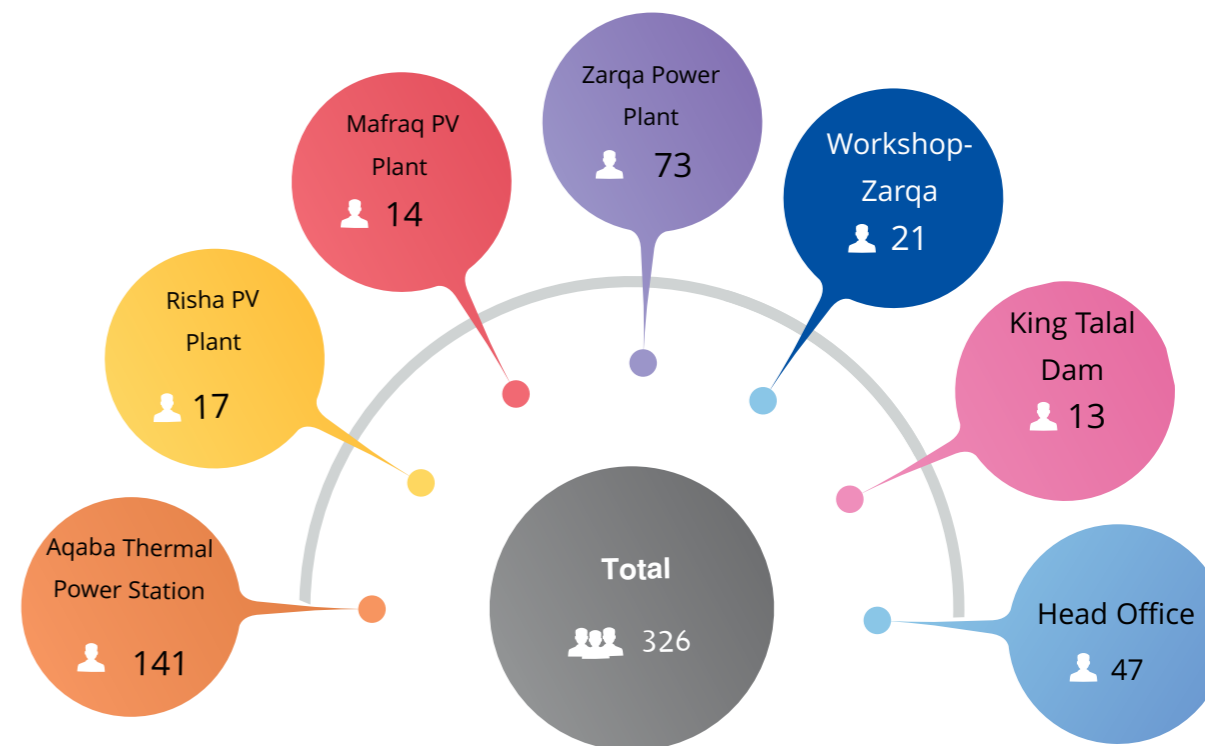 Aqaba Thermal
Power Station
141
Risha PV
Plant
17
Mafraq PV
Plant
14
Zarqa Power
Plant
73
Workshop-
Zarqa
21
King Talal
Dam
13
Head Office
47
Total
326